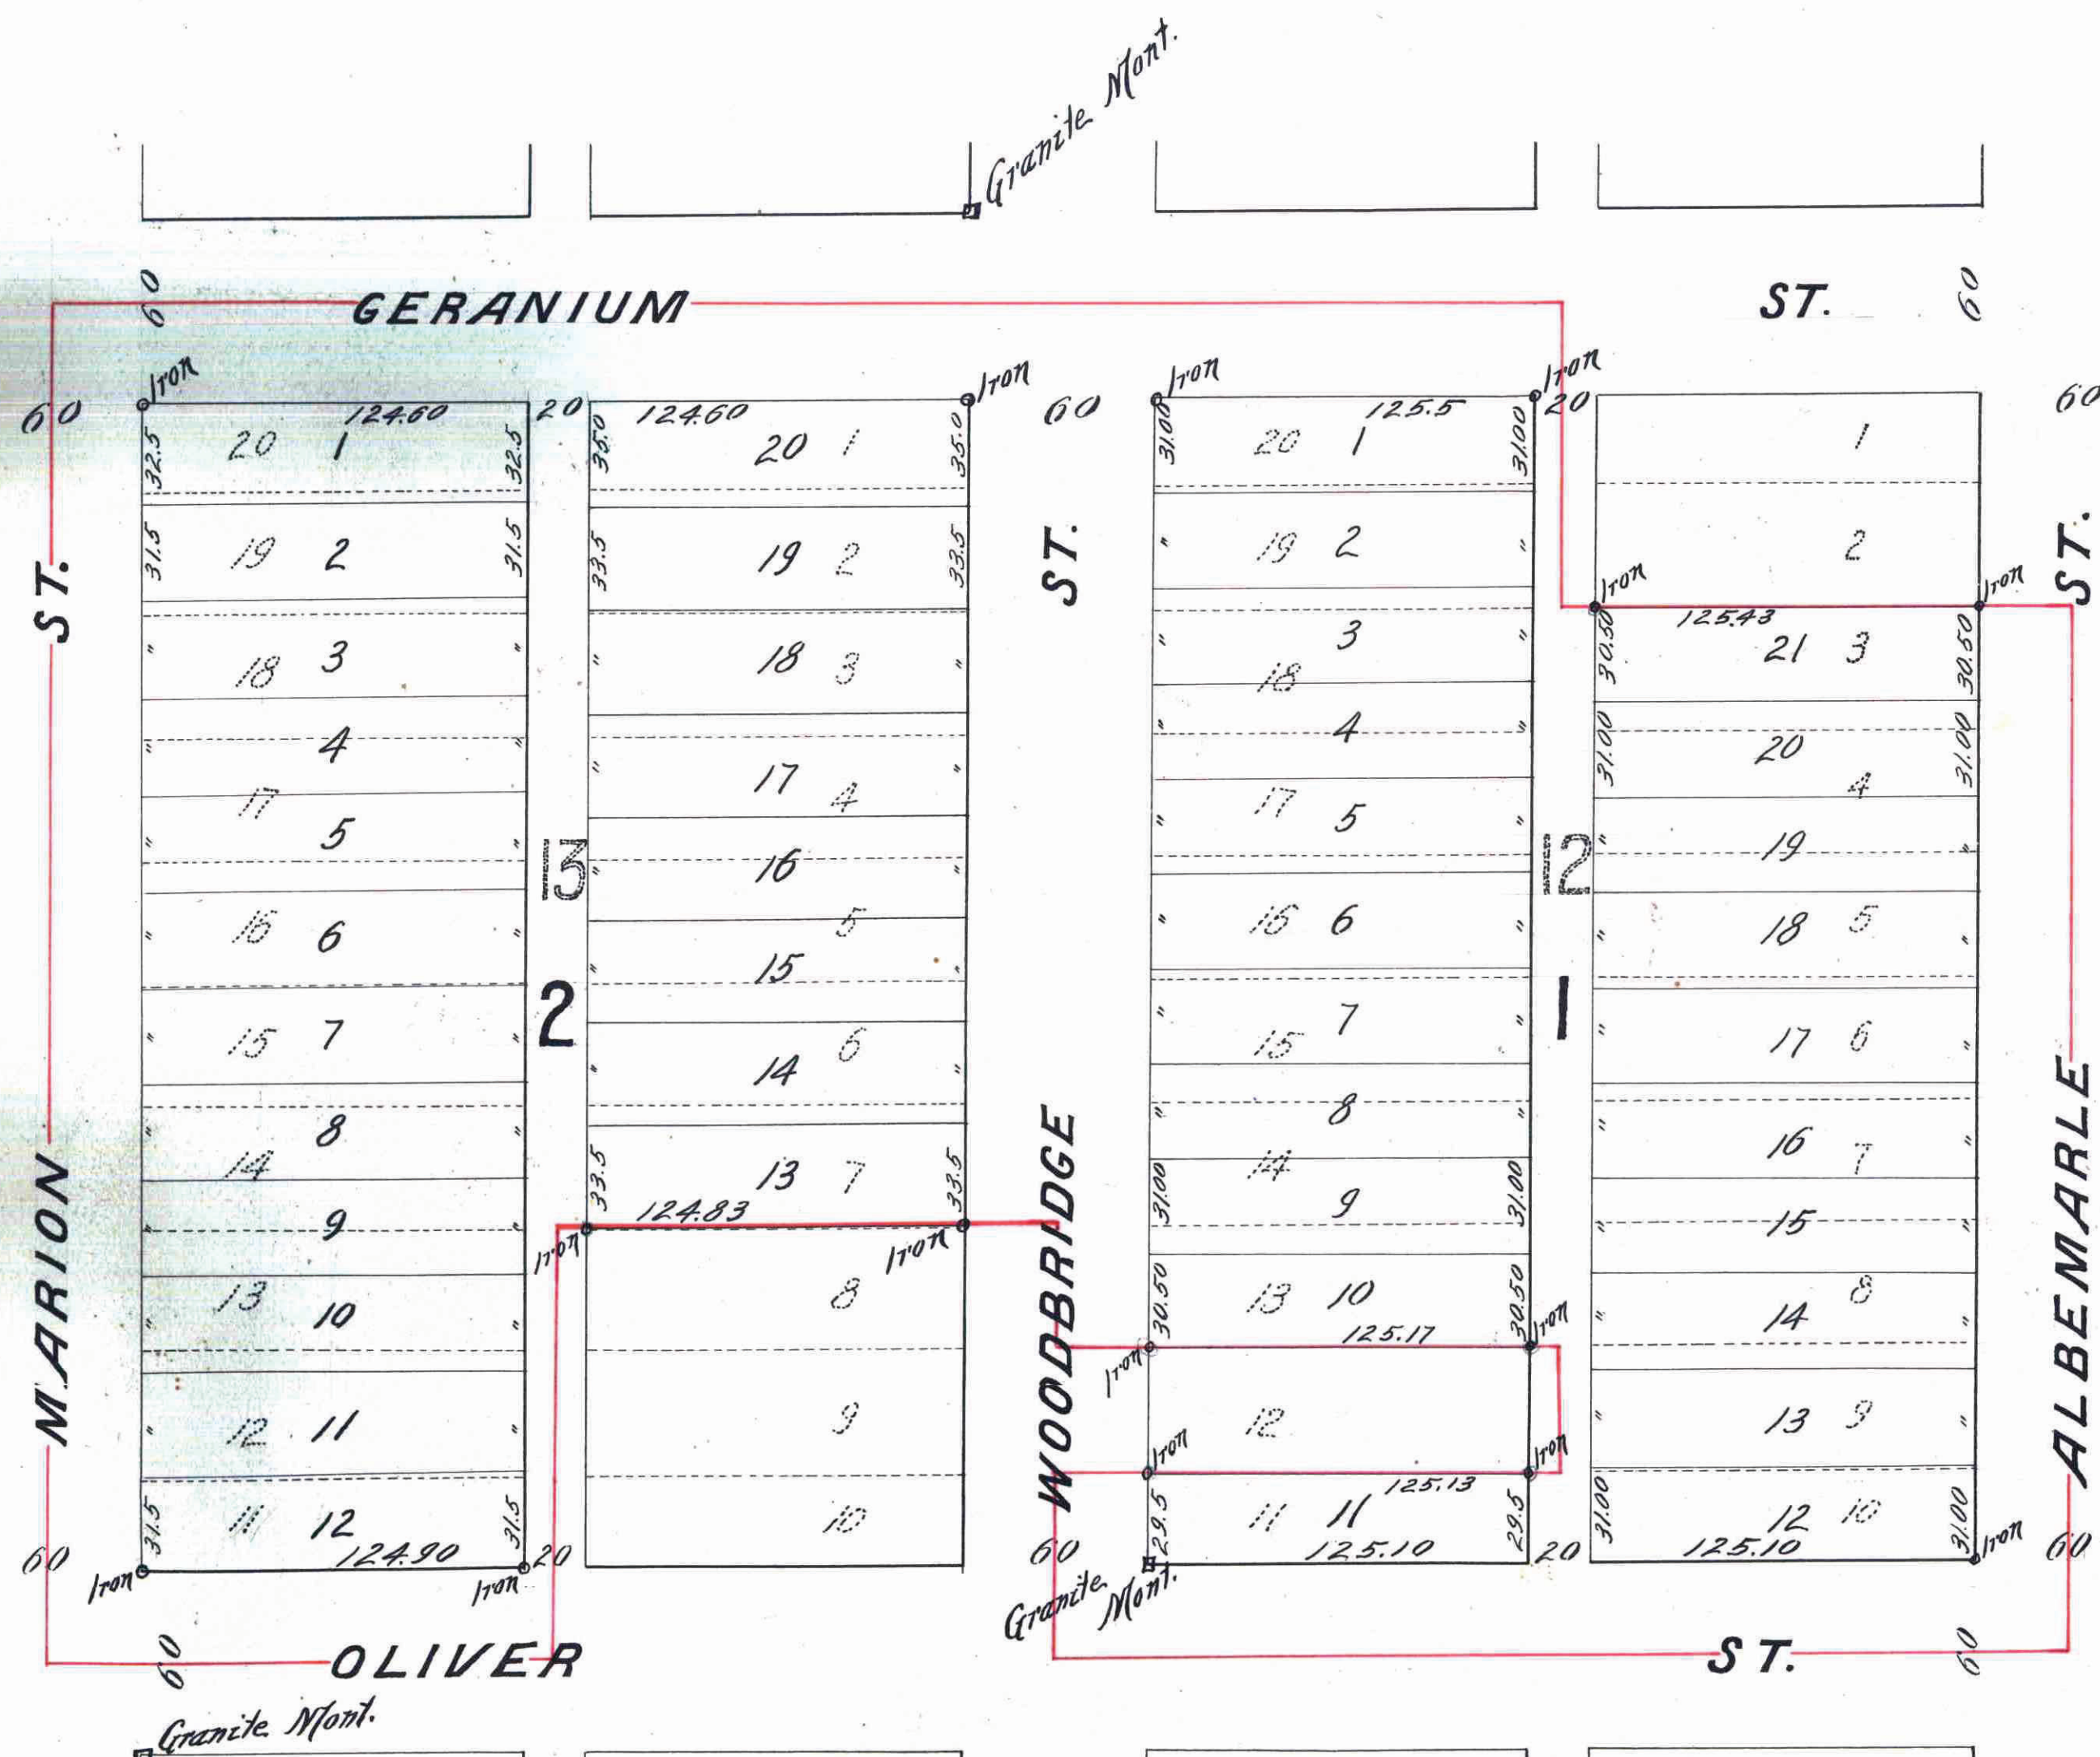 Granite Mont.
GERANIUM ST.
60 60
Iron Iron Iron Iron
60 124.60 20 124.60 60 125.5 20 60
32.5 20 1 32.5 35.0 20 1 35.0 31.00 20 1 31.00 1
31.5 19 2 31.5 33.5 19 2 33.5 " 19 2 " 2
ST. ST. ST.
Iron Iron
125.43
" 18 3 " " 18 3 " " 18 3 " 30.50 21 3 30.50
" 4 " " 17 4 " " 4 " 31.00 20 4 31.00
" 17 5 " " 16 " " 17 5 " " 19 "
13 12
" 16 6 " " 15 5 " " 16 6 " " 18 5 "
2 1
" 15 7 " " 14 6 " " 15 7 " " 17 6 "
" 14 8 " 33.5 13 7 33.5 " 14 8 " " 16 7 "
124.83
Iron Iron
" 9 " 31.00 9 31.00 " 15 "
" 13 10 " 8 30.50 13 10 30.50 " 14 8 "
125.17
Iron Iron
MARION
WOODBRIDGE
ALBEMARLE
" 12 11 " 9 12 " 13 9 "
Iron Iron
125.13
31.5 11 12 31.5 10 29.5 11 11 29.5 31.00 12 10 31.00
60 124.90 20 60 125.10 20 125.10 60
Iron Iron Iron
Granite Mont.
60 60
OLIVER ST.
Granite Mont.